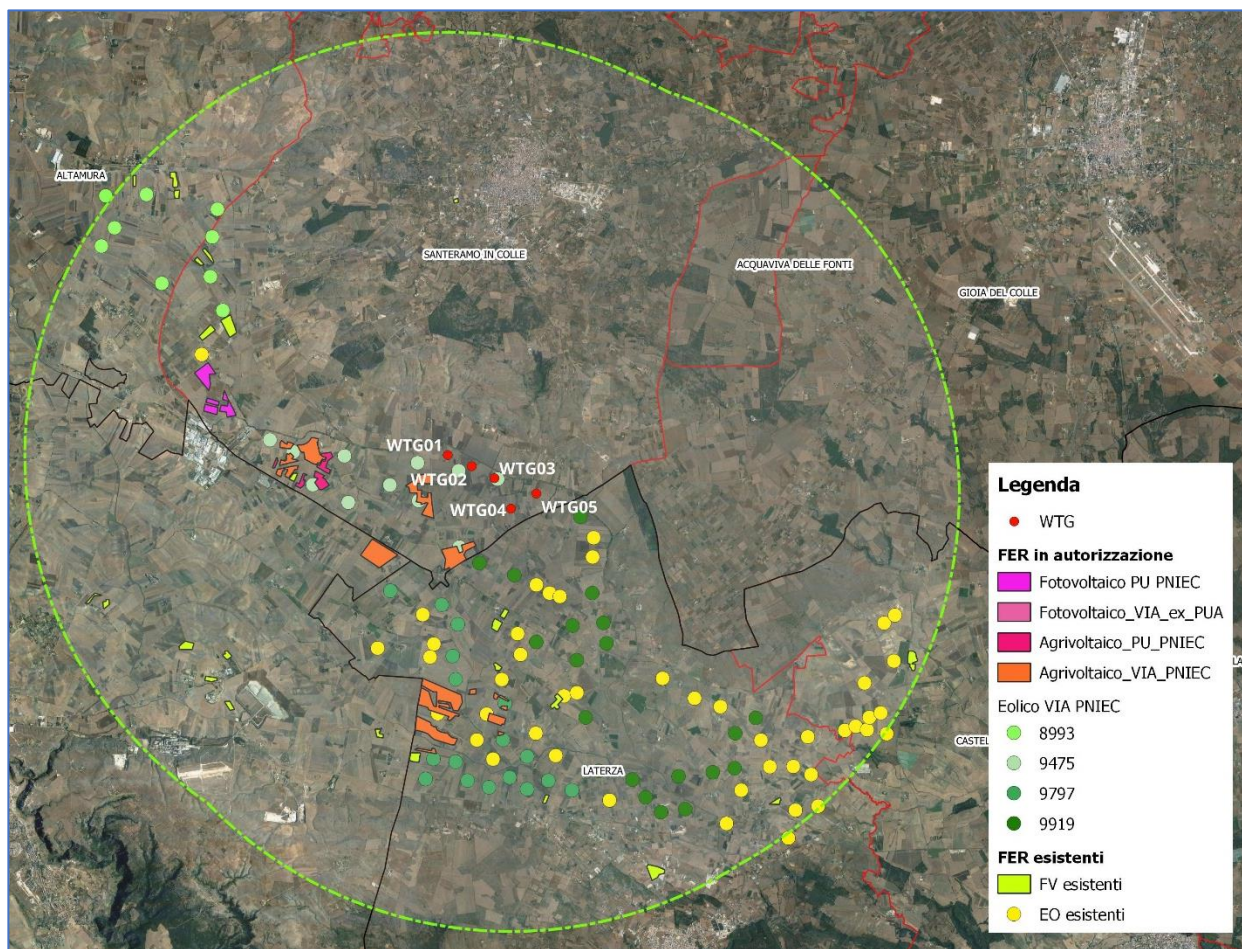 ALTAMURA
SANTERAMO IN COLLE
ACQUAVIVA DELLE FONTI
GIOIA DEL COLLE
WTG01
WTG02
WTG03
WTG04
WTG05
LATERZA
CASTEL
LA
Legenda
WTG
FER in autorizzazione
Fotovoltaico PU PNIEC
Fotovoltaico_VIA_ex_PUA
Agrivoltaico_PU_PNIEC
Agrivoltaico_VIA_PNIEC
Eolico VIA PNIEC
8993
9475
9797
9919
FER esistenti
FV esistenti
EO esistenti